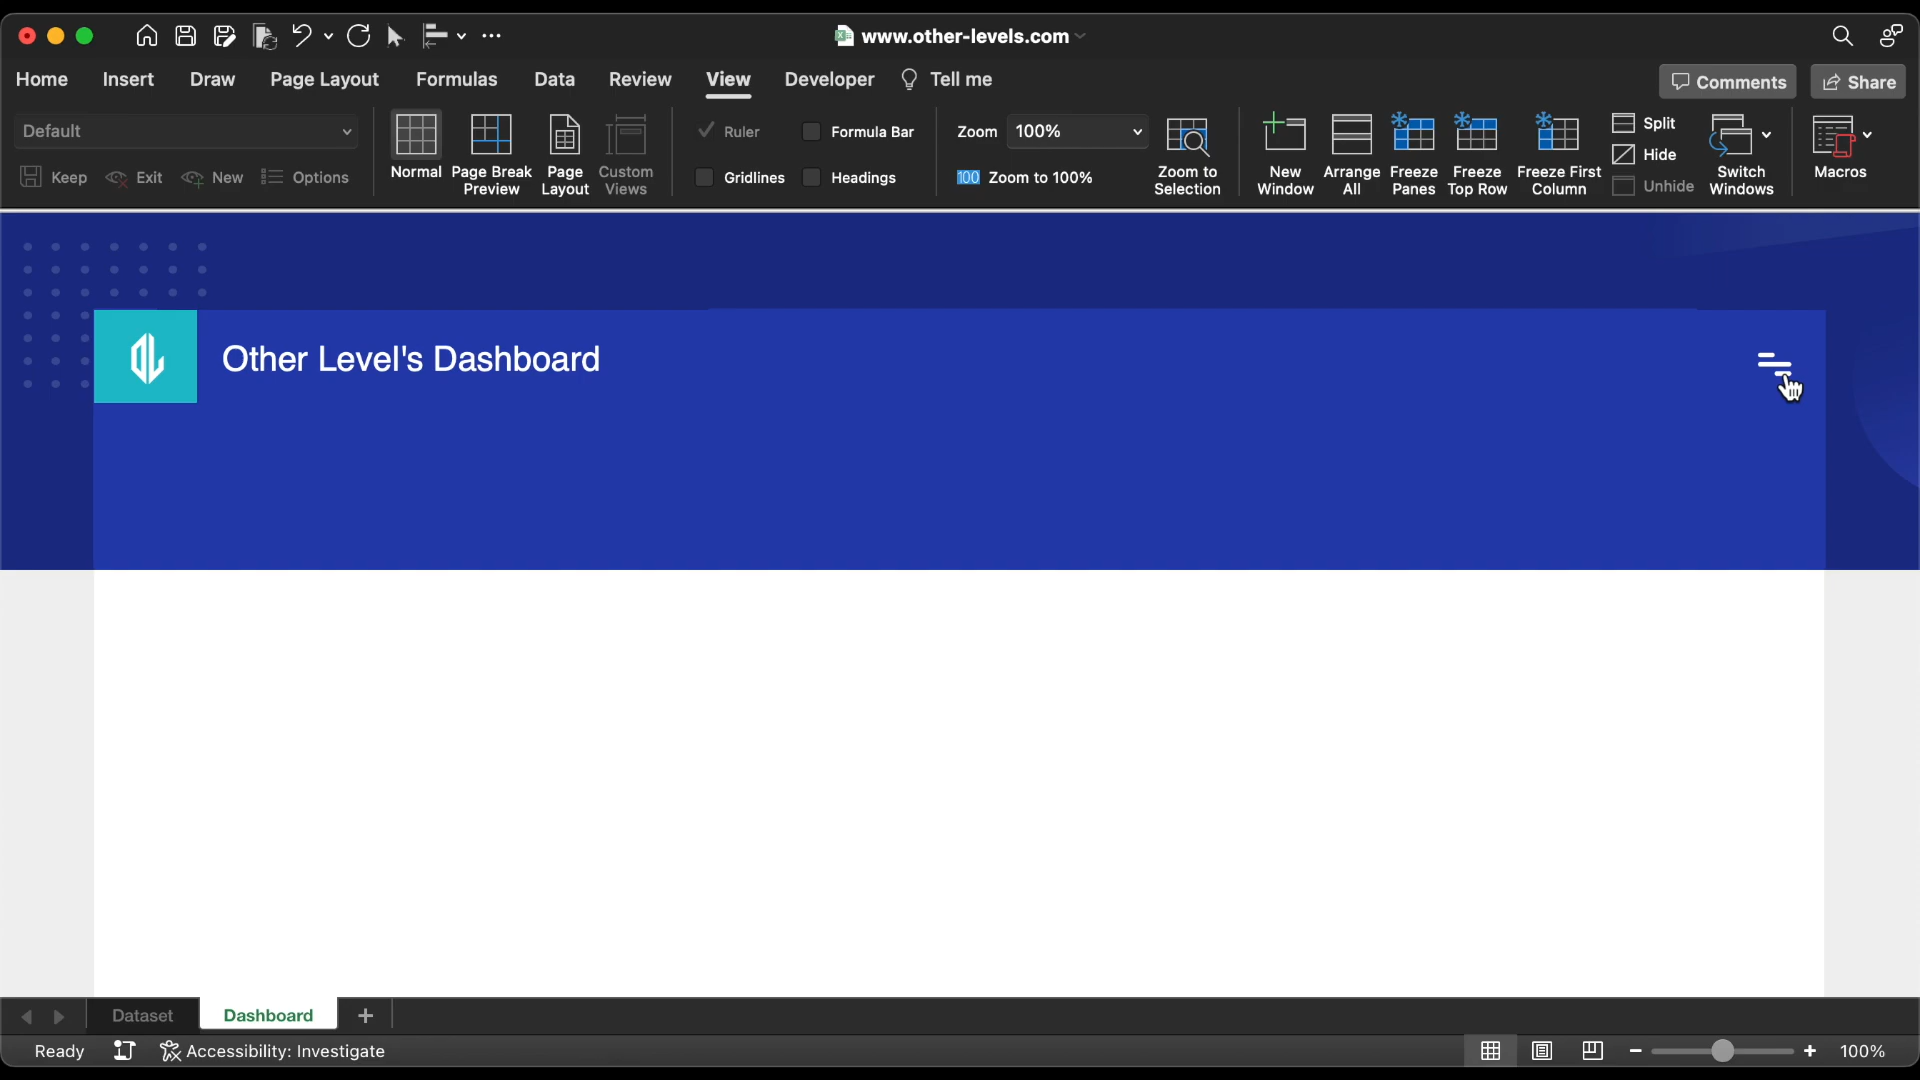 www.other-levels.com
Home Insert Draw Page Layout Formulas Data Review View Developer Tell me Comments Share
Default
Keep Exit New Options
Normal
Page Break Preview
Page Layout
Custom Views
Ruler Formula Bar
Gridlines Headings
Zoom 100%
100 Zoom to 100%
Zoom to Selection
New Window
Arrange All
Freeze Panes
Freeze Top Row
Freeze First Column
Split
Hide
Unhide
Switch Windows
Macros
Other Level's Dashboard
Dataset Dashboard +
Ready Accessibility: Investigate 100%